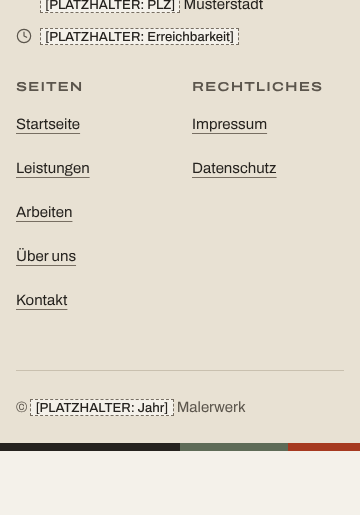 [PLATZHALTER: PLZ] Musterstadt
[PLATZHALTER: Erreichbarkeit]
SEITEN
Startseite
Leistungen
Arbeiten
Über uns
Kontakt
RECHTLICHES
Impressum
Datenschutz
© [PLATZHALTER: Jahr] Malerwerk